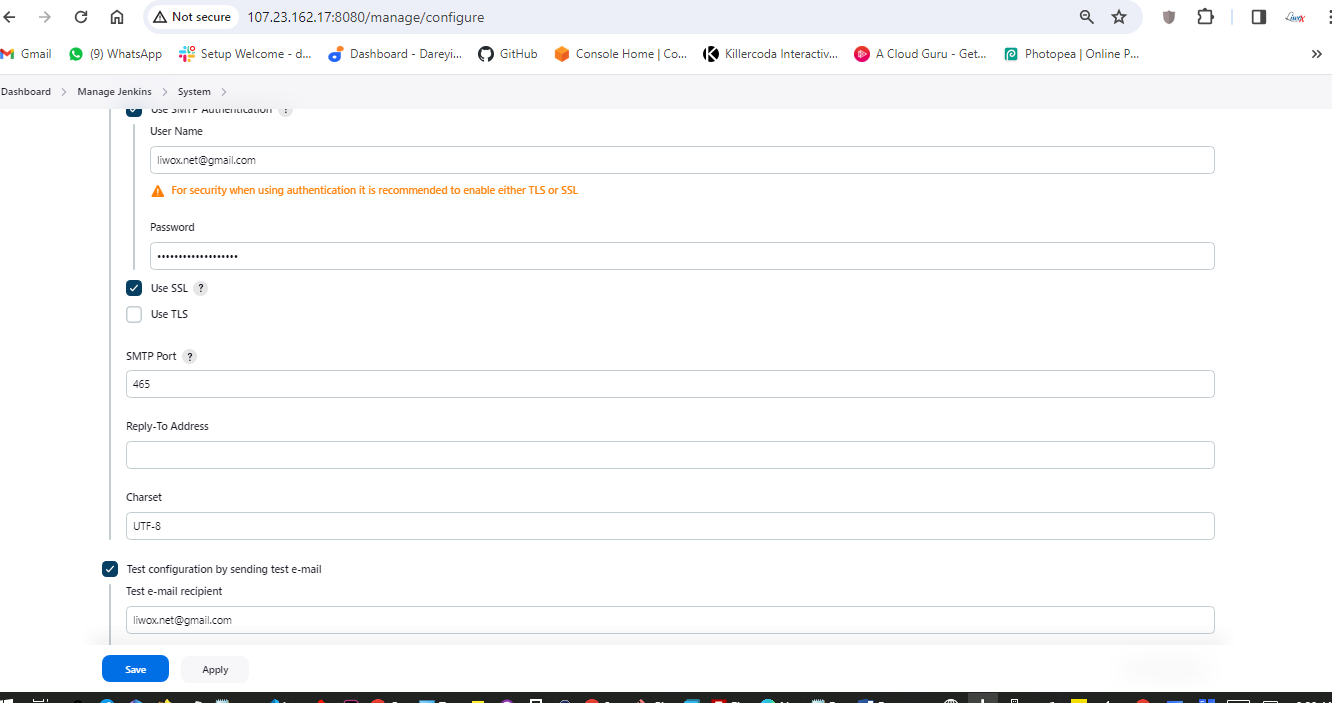 Not secure 107.23.162.17:8080/manage/configure
Gmail (9) WhatsApp Setup Welcome - d... Dashboard - Dareyi... GitHub Console Home | Co... Killercoda Interactiv... A Cloud Guru - Get... Photopea | Online P... »
Dashboard > Manage Jenkins > System >
Use SMTP Authentication ?
User Name
liwox.net@gmail.com
For security when using authentication it is recommended to enable either TLS or SSL
Password
•••••••••••••••••••
Use SSL ?
Use TLS
SMTP Port ?
465
Reply-To Address
Charset
UTF-8
Test configuration by sending test e-mail
Test e-mail recipient
liwox.net@gmail.com
Save Apply